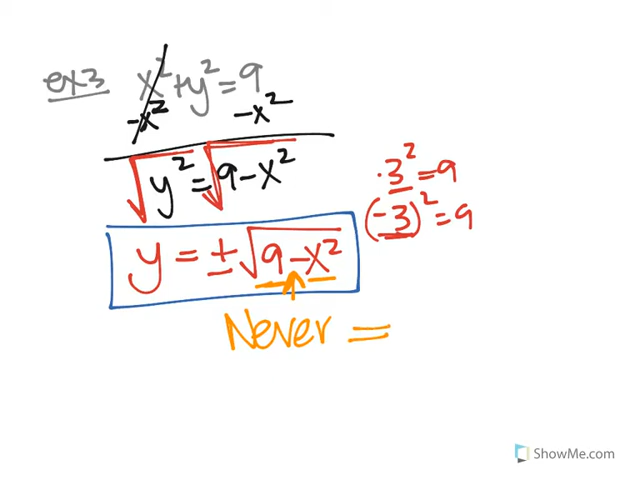 ex3 x²+y²=9
-x² -x²
√y² = √9-x²
·3²=9
(-3)²=9
y = ±√9-x²
Never =
ShowMe.com